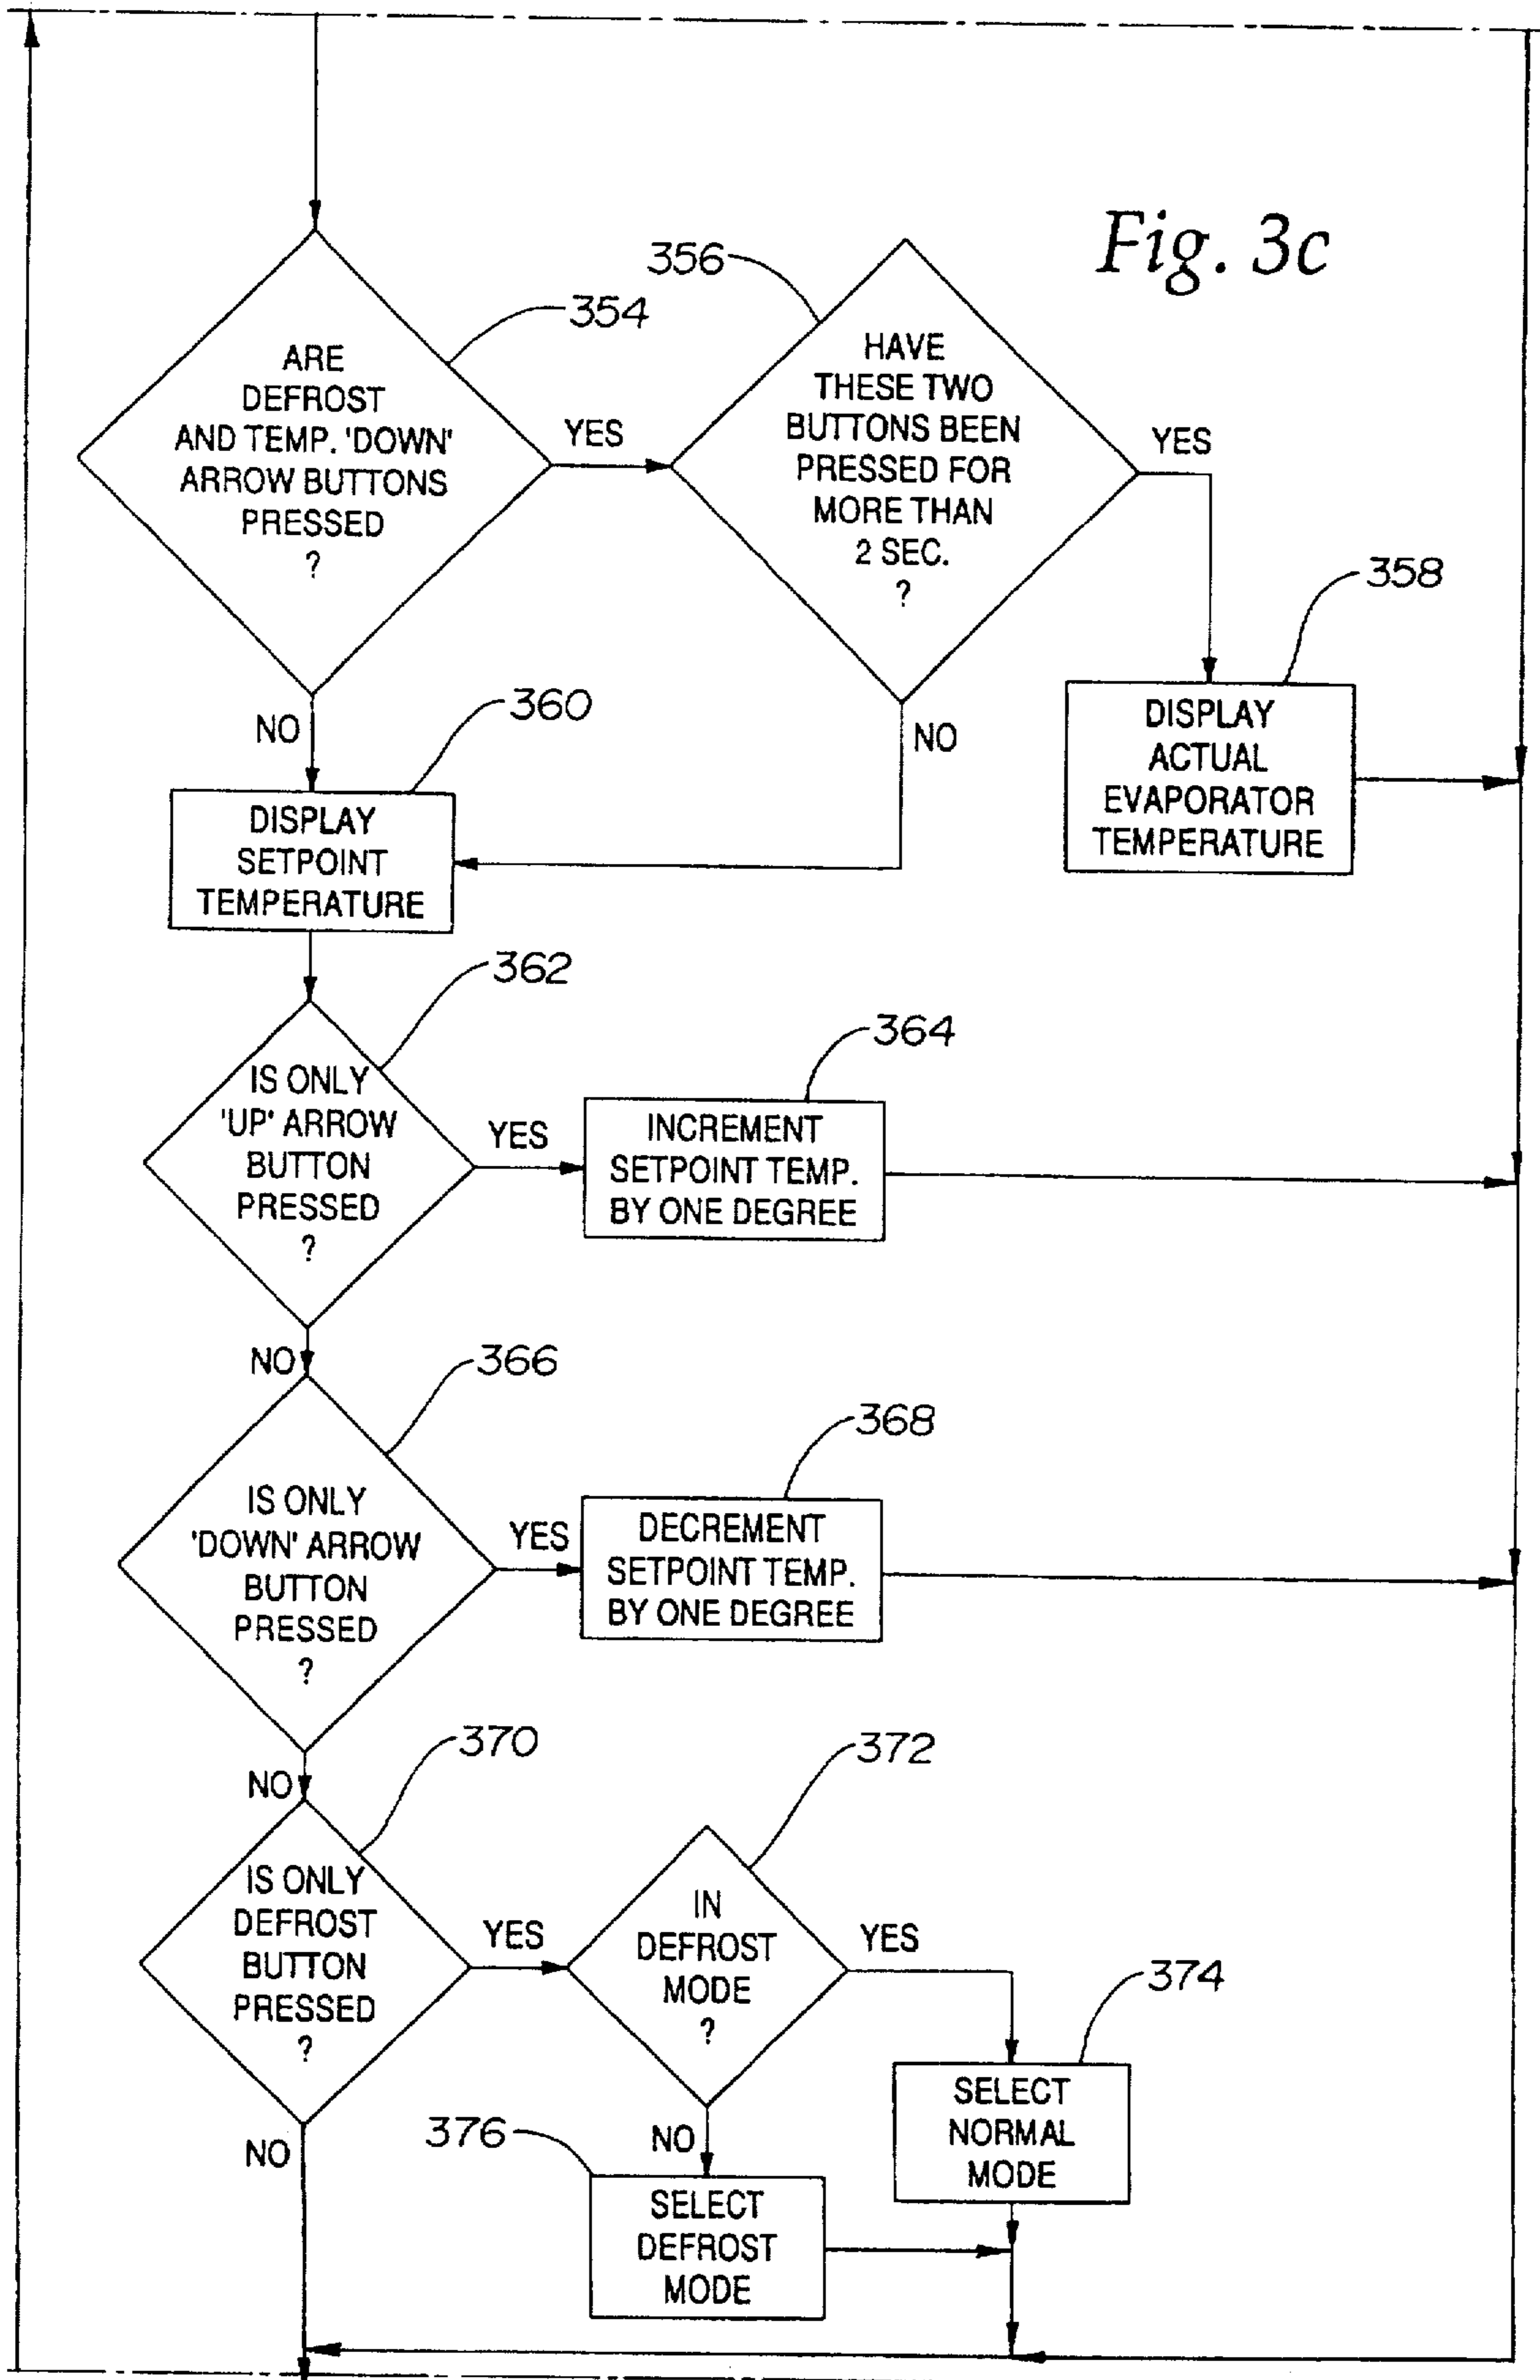 Fig. 3c
354
ARE
DEFROST
AND TEMP. 'DOWN'
ARROW BUTTONS
PRESSED
?
YES
NO
356
HAVE
THESE TWO
BUTTONS BEEN
PRESSED FOR
MORE THAN
2 SEC.
?
YES
NO
358
DISPLAY
ACTUAL
EVAPORATOR
TEMPERATURE
360
DISPLAY
SETPOINT
TEMPERATURE
362
IS ONLY
'UP' ARROW
BUTTON
PRESSED
?
YES
NO
364
INCREMENT
SETPOINT TEMP.
BY ONE DEGREE
366
IS ONLY
'DOWN' ARROW
BUTTON
PRESSED
?
YES
NO
368
DECREMENT
SETPOINT TEMP.
BY ONE DEGREE
370
IS ONLY
DEFROST
BUTTON
PRESSED
?
YES
NO
372
IN
DEFROST
MODE
?
YES
NO
374
SELECT
NORMAL
MODE
376
SELECT
DEFROST
MODE